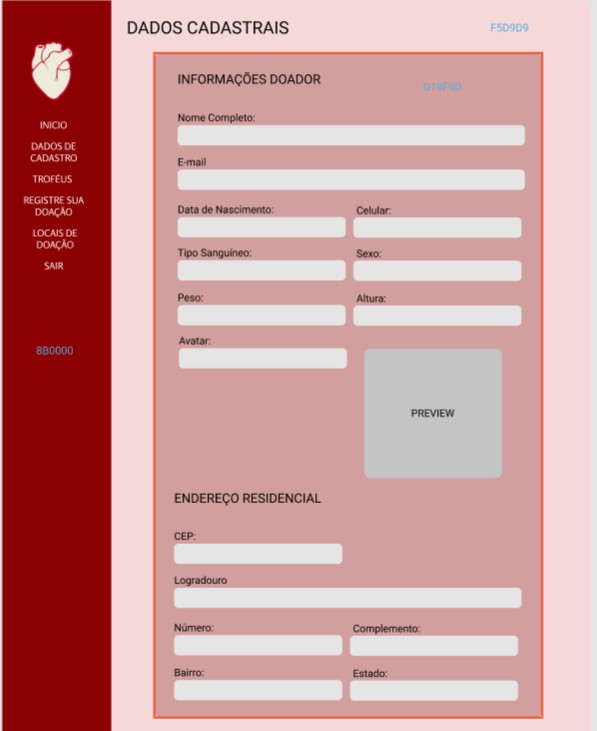 DADOS CADASTRAIS
F5D9D9
INICIO
DADOS DE
CADASTRO
TROFÉUS
REGISTRE SUA
DOAÇÃO
LOCAIS DE
DOAÇÃO
SAIR
8B0000
INFORMAÇÕES DOADOR
D19F9D
Nome Completo:
E-mail
Data de Nascimento:
Celular:
Tipo Sanguíneo:
Sexo:
Peso:
Altura:
Avatar:
PREVIEW
ENDEREÇO RESIDENCIAL
CEP:
Logradouro
Número:
Complemento:
Bairro:
Estado: